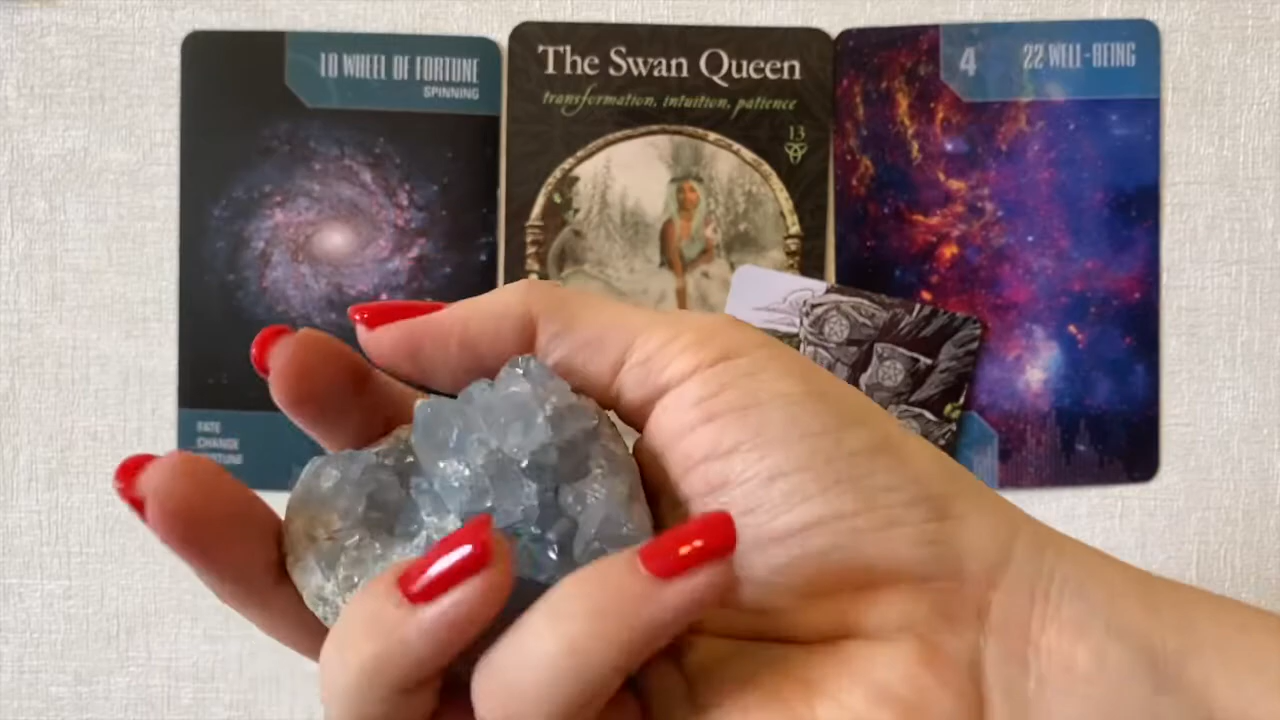 10 WHEEL OF FORTUNE
SPINNING
FATE
CHANGE
The Swan Queen
transformation, intuition, patience
13
4 22 WELL-BEING